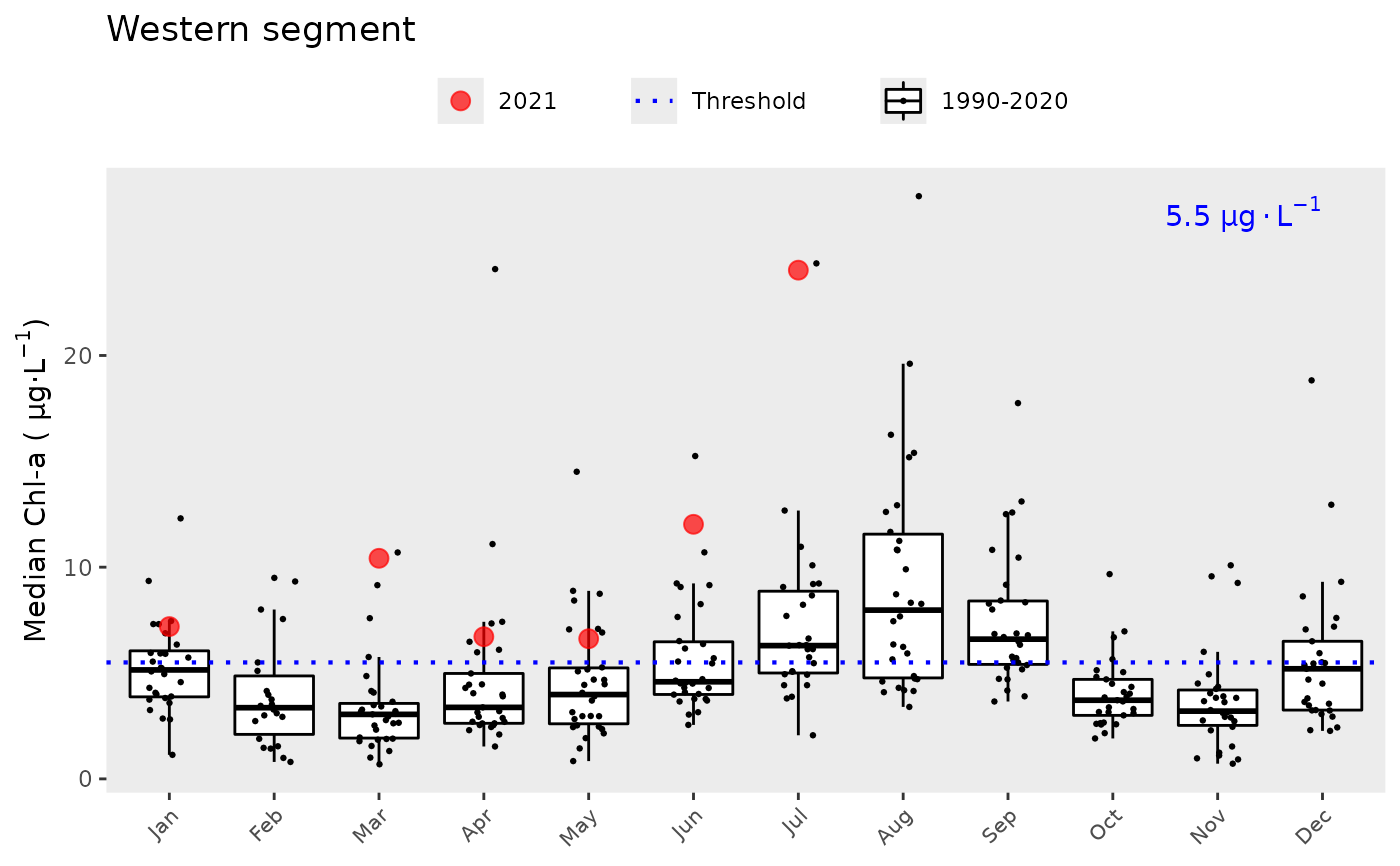 Western segment
2021 Threshold 1990-2020
5.5 µg · L⁻¹
Median Chl-a ( µg·L⁻¹)
20
10
0
Jan Feb Mar Apr May Jun Jul Aug Sep Oct Nov Dec